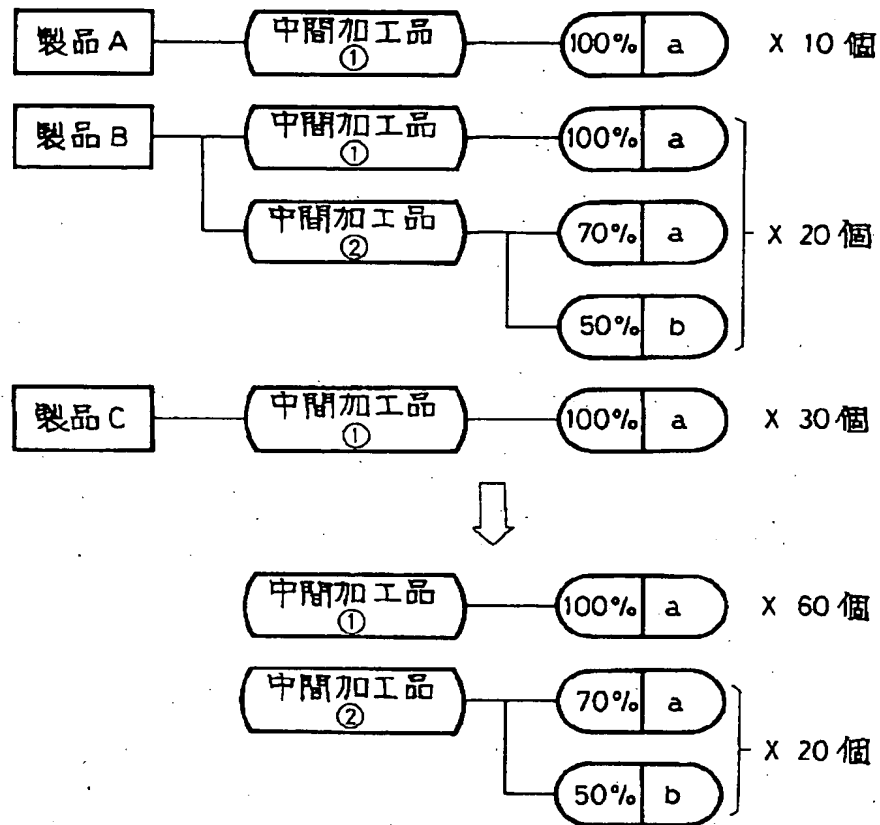 製品A 中間加工品 ① 100% a X 10個
製品B 中間加工品 ① 100% a
中間加工品 ② 70% a X 20個
50% b
製品C 中間加工品 ① 100% a X 30個
中間加工品 ① 100% a X 60個
中間加工品 ② 70% a
X 20個
50% b